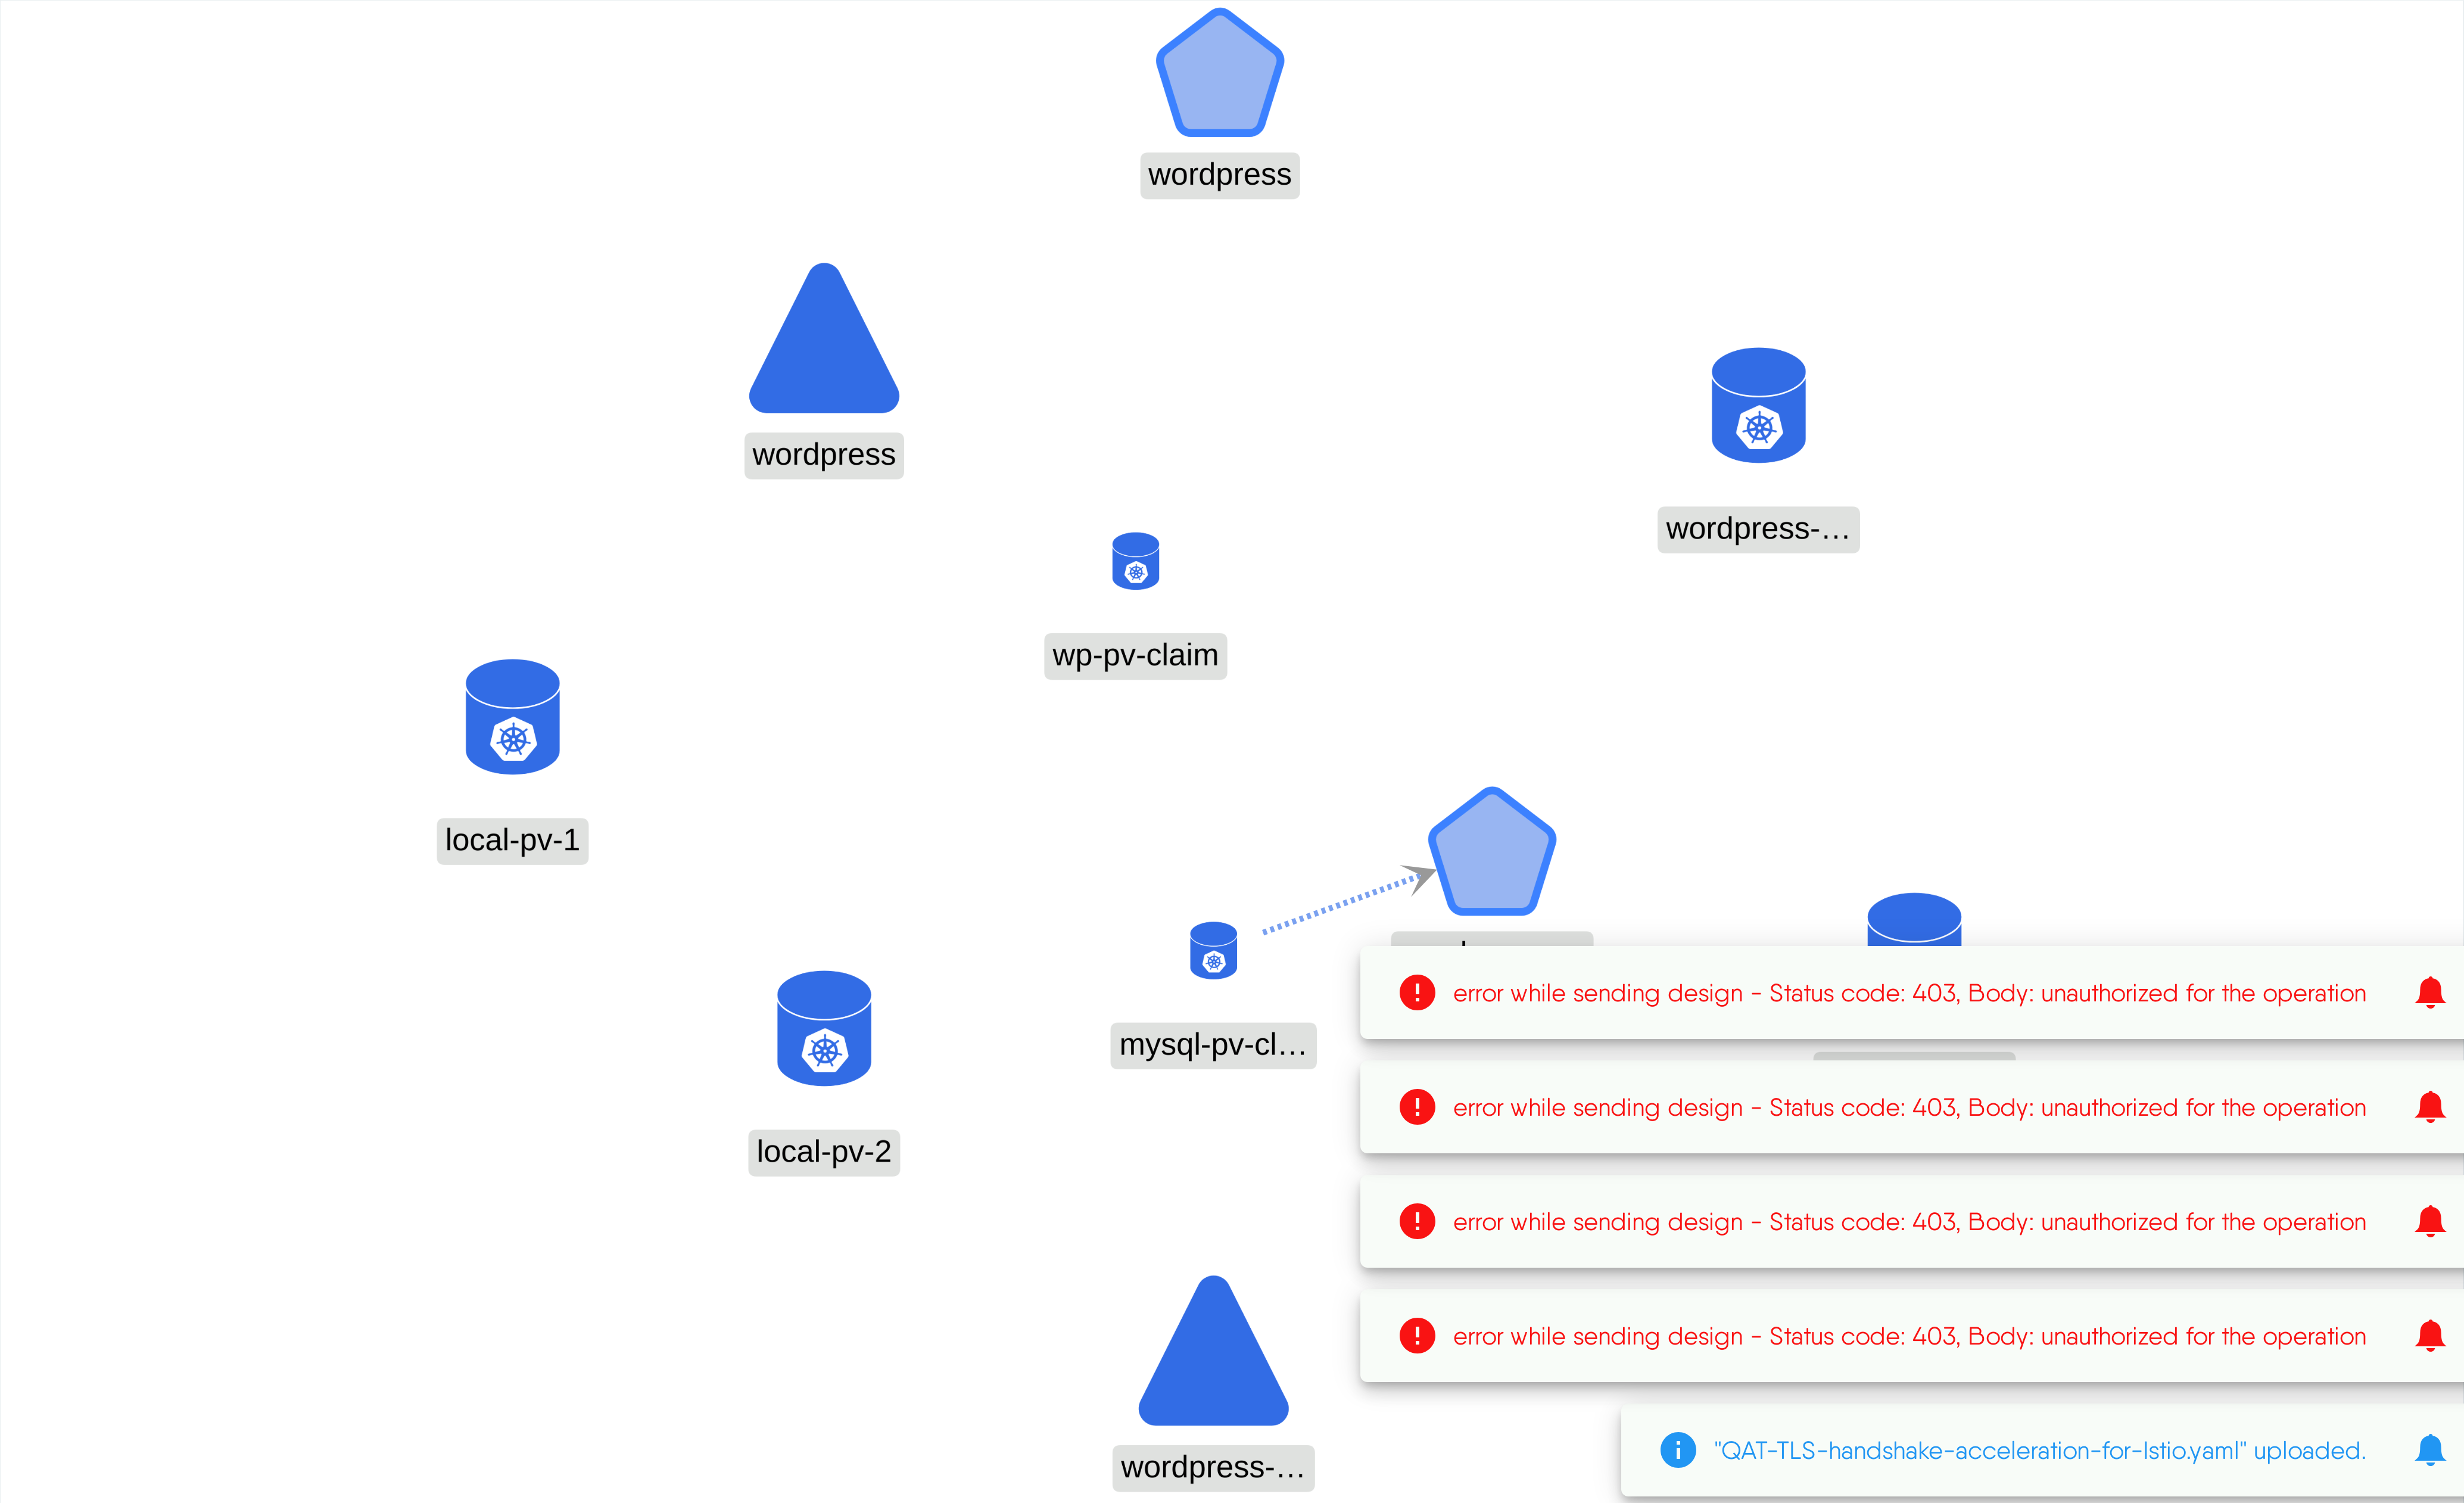 wordpress
wordpress
wordpress-…
wp-pv-claim
local-pv-1
mysql-pv-cl…
local-pv-2
error while sending design - Status code: 403, Body: unauthorized for the operation
error while sending design - Status code: 403, Body: unauthorized for the operation
error while sending design - Status code: 403, Body: unauthorized for the operation
error while sending design - Status code: 403, Body: unauthorized for the operation
wordpress-…
"QAT-TLS-handshake-acceleration-for-Istio.yaml" uploaded.